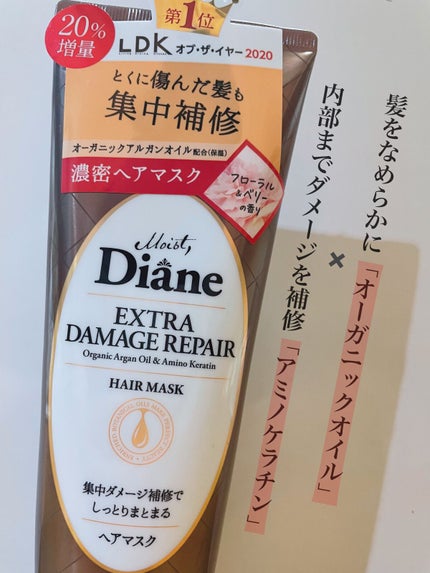 20%
増量
第1位
LDK オブ・ザ・イヤー2020
とくに傷んだ髪も
集中補修
オーガニックアルガンオイル配合(保湿)
濃密ヘアマスク
フローラル
&ベリー
の香り
Moist,
Diane
EXTRA
DAMAGE REPAIR
Organic Argan Oil & Amino Keratin
HAIR MASK
集中ダメージ補修で
しっとりまとまる
ヘアマスク
髪をなめらかに「オーガニックオイル」
×
内部までダメージを補修「アミノケラチン」